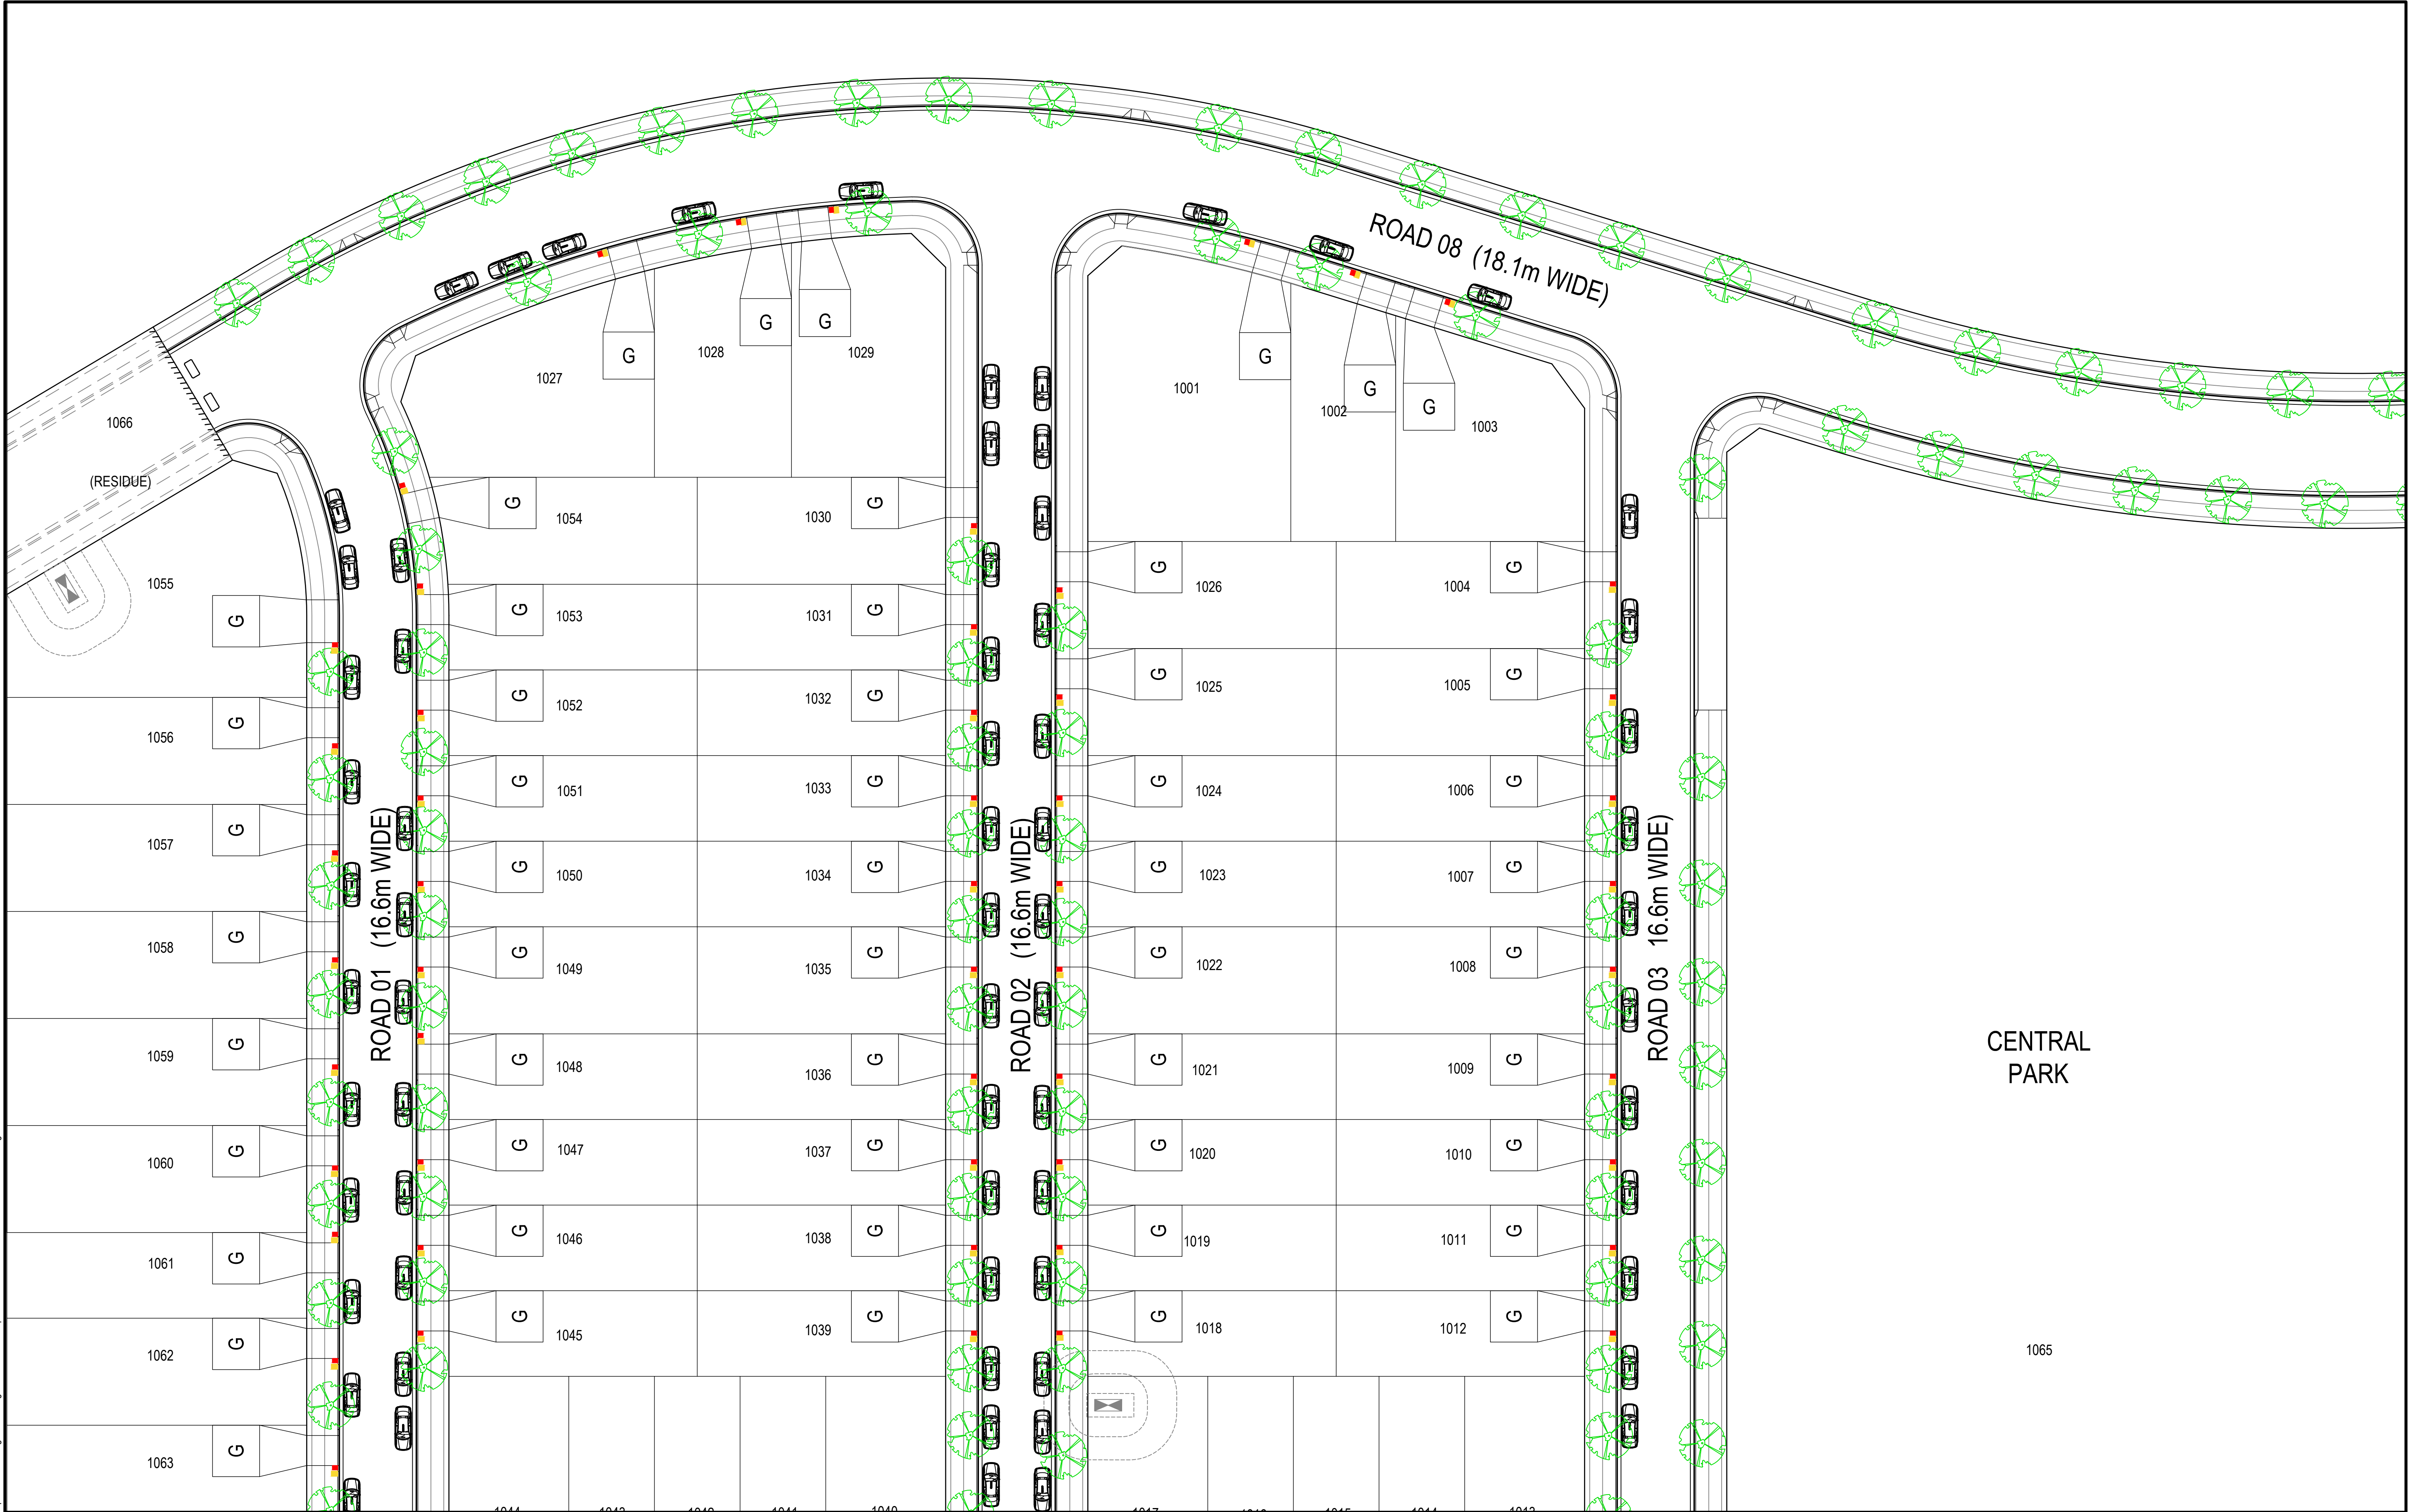 ROAD 08 (18.1m WIDE)
G
G
G
1027
1028
1029
G
G
G
1001
1002
1003
1066
(RESIDUE)
G
1054
1030
G
1055
G
G
1053
1031
G
G
1026
1004
G
G
1052
1032
G
G
1025
1005
G
1056
G
G
1051
1033
G
G
1024
1006
G
1057
G
G
1050
1034
G
G
1023
1007
G
1058
G
G
1049
1035
G
G
1022
1008
G
1059
G
G
1048
1036
G
G
1021
1009
G
1060
G
G
1047
1037
G
G
1020
1010
G
1061
G
G
1046
1038
G
G
1019
1011
G
1062
G
G
1045
1039
G
G
1018
1012
G
1063
G
ROAD 01 (16.6m WIDE)
ROAD 02 (16.6m WIDE)
ROAD 03 16.6m WIDE)
CENTRAL
PARK
1065